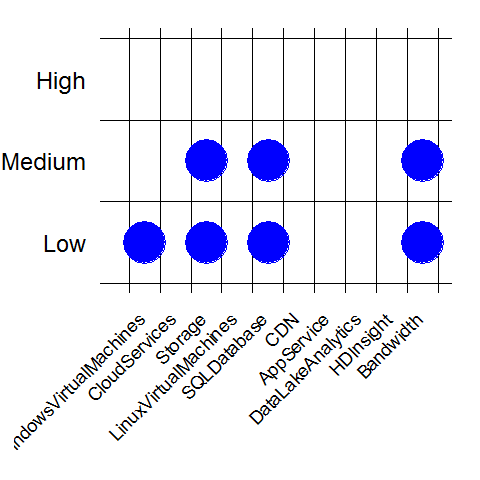 High
Medium
Low
ndowsVirtualMachines
CloudServices
Storage
LinuxVirtualMachines
SQLDatabase
CDN
AppService
DataLakeAnalytics
HDInsight
Bandwidth